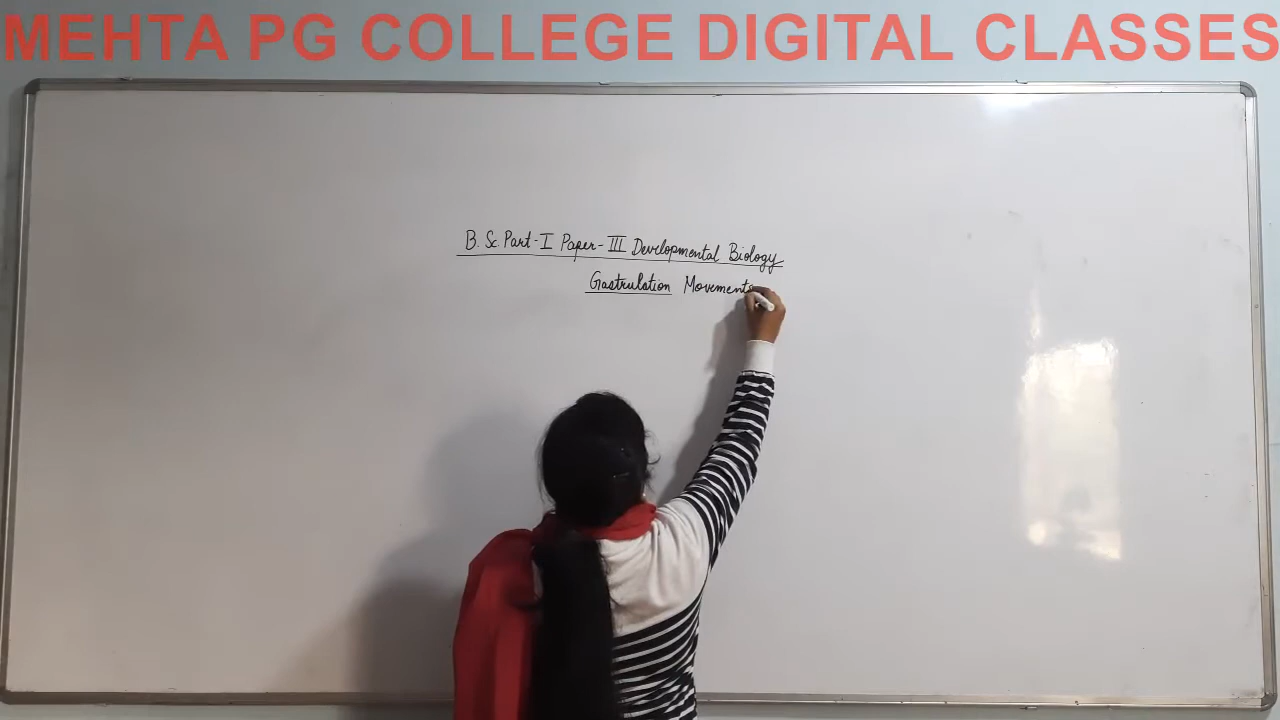 MEHTA PG COLLEGE DIGITAL CLASSES
B. Sc. Part-I Paper-III Developmental Biology
Gastrulation Movements